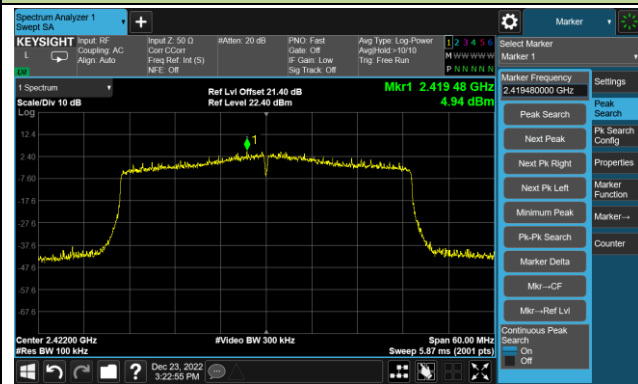 Spectrum Analyzer 1
Swept SA
Marker
KEYSIGHT
L
LXI
Input: RF
Coupling: AC
Align: Auto
Input Z: 50 Ω
Corr CCorr
Freq Ref: Int (S)
NFE: Off
#Atten: 20 dB
PNO: Fast
Gate: Off
IF Gain: Low
Sig Track: Off
Avg Type: Log-Power
Avg|Hold:>10/10
Trig: Free Run
1 2 3 4 5 6
M W W W W W
P N N N N N
Select Marker
Marker 1
1 Spectrum
Scale/Div 10 dB
Log
Ref Lvl Offset 21.40 dB
Ref Level 22.40 dBm
Mkr1 2.419 48 GHz
4.94 dBm
1
12.4
2.40
-7.60
-17.6
-27.6
-37.6
-47.6
-57.6
-67.6
Center 2.42200 GHz
#Res BW 100 kHz
#Video BW 300 kHz
Span 60.00 MHz
Sweep 5.87 ms (2001 pts)
Marker Frequency
2.419480000 GHz
Peak Search
Next Peak
Next Pk Right
Next Pk Left
Minimum Peak
Pk-Pk Search
Marker Delta
Mkr→CF
Mkr→Ref Lvl
Continuous Peak
Search
On
Off
Settings
Peak
Search
Pk Search
Config
Properties
Marker
Function
Marker→
Counter
?
Dec 23, 2022
3:22:55 PM